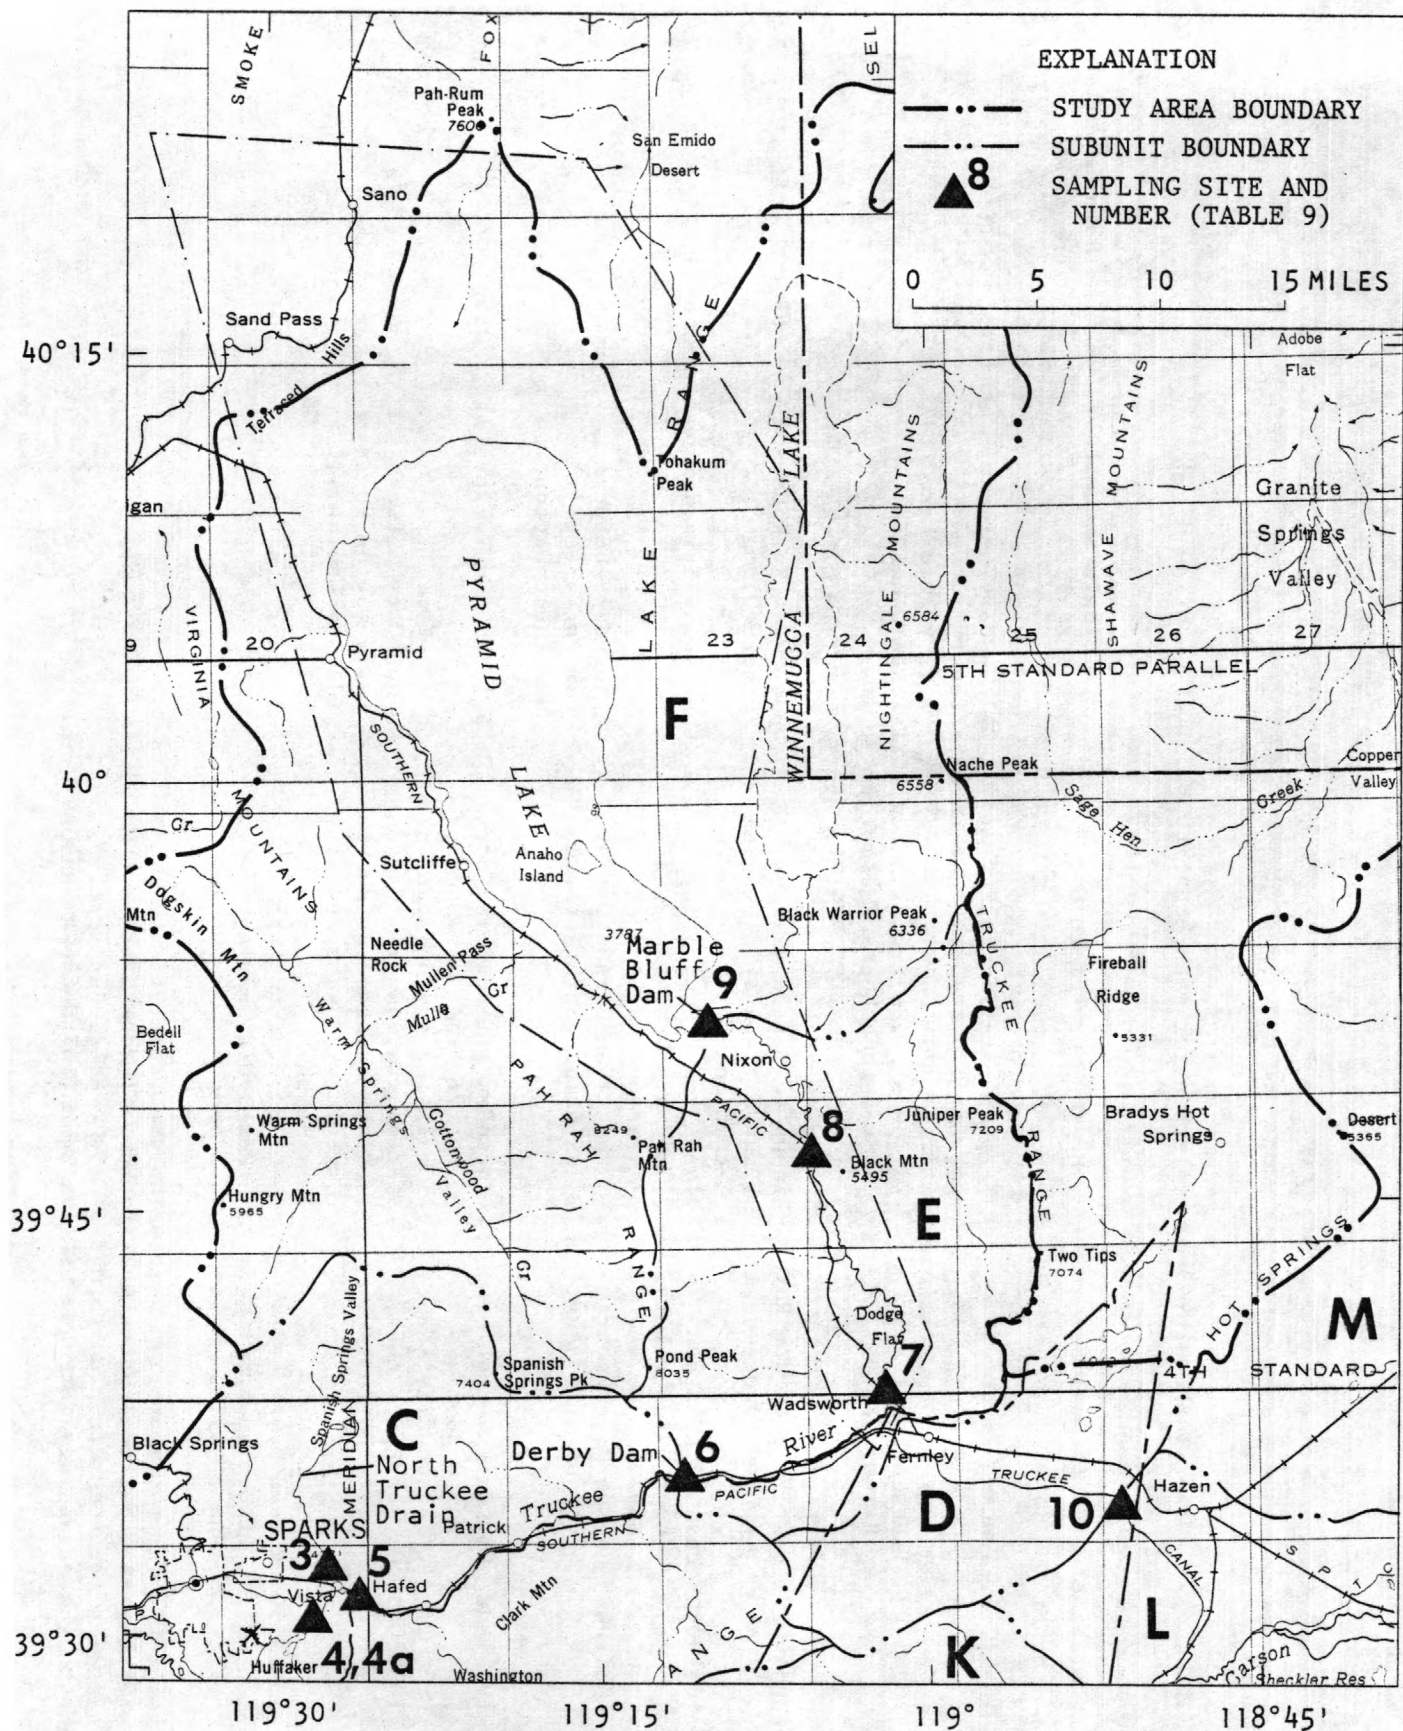 EXPLANATION
STUDY AREA BOUNDARY
SUBUNIT BOUNDARY
8
SAMPLING SITE AND
NUMBER (TABLE 9)
0 5 10 15 MILES
SMOKE
FOX
SEL
Pah-Rum
Peak
7608
San Emido
Desert
Sano
Sand Pass
Terraced Hills
40°15'
Adobe
Flat
RANGE
LAKE
Tohakum
Peak
igan
Granite
Springs
Valley
PYRAMID
LAKE
WINNEMUCCA LAKE
NIGHTINGALE MOUNTAINS
SHAWAVE MOUNTAINS
6584
9
20
23
24
25
26
27
VIRGINIA
MOUNTAINS
Pyramid
5TH STANDARD PARALLEL
F
SOUTHERN
Nache Peak
6558
Copper
Valley
40°
Sage Hen
Creek
Gr
Sutcliffe
Anaho
Island
Dogskin Mtn
Mtn
Black Warrior Peak
6336
TRUCKEE
RANGE
Needle
Rock
Mullen Pass
Gr
3787
Marble
Bluff
Dam
9
Fireball
Ridge
5331
Bedell
Flat
Warm Springs
Nixon
PAH RAH
RANGE
PACIFIC
8
Juniper Peak
7209
Bradys Hot
Springs
Desert
5365
Warm Springs
Mtn
Cottonwood
Valley
8249
Pah Rah
Mtn
Black Mtn
5495
Hungry Mtn
5965
39°45'
E
Gr
Two Tips
7074
HOT SPRINGS
M
Spanish Springs Valley
Dodge
Flat
7
Pond Peak
8035
Spanish
Springs Pk
7404
4TH STANDARD
Wadsworth
Black Springs
Spanish Springs
MERIDIAN
C
North
Truckee
Drain
Derby Dam
6
River
Fernley
TRUCKEE
PACIFIC
Hazen
Truckee
Patrick
SOUTHERN
D
10
CANAL
SPARKS
3
5
Hafed
Vista
Clark Mtn
S P T C
39°30'
Huffaker
4,4a
Washington
ANGE
K
L
Carson
Sheckler Res
119°30'
119°15'
119°
118°45'